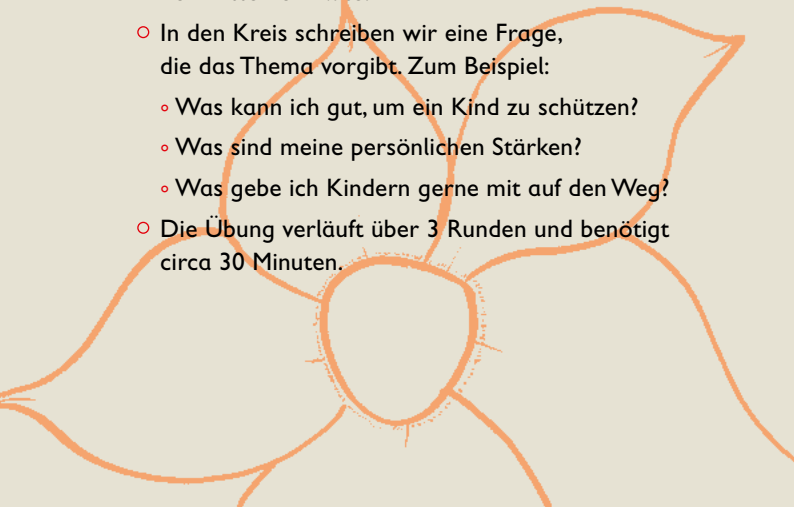 In den Kreis schreiben wir eine Frage,
die das Thema vorgibt. Zum Beispiel:
Was kann ich gut, um ein Kind zu schützen?
Was sind meine persönlichen Stärken?
Was gebe ich Kindern gerne mit auf den Weg?
Die Übung verläuft über 3 Runden und benötigt
circa 30 Minuten.